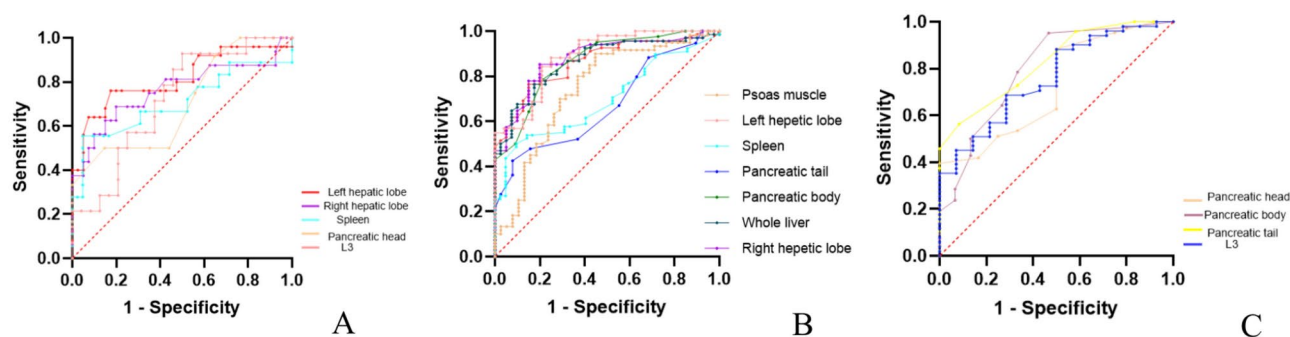 1.0
0.8
0.6
0.4
0.2
0.0
Sensitivity
0.0 0.2 0.4 0.6 0.8 1.0
1 - Specificity
Left hepatic lobe
Right hepatic lobe
Spleen
Pancreatic head
L3
A
1.0
0.8
0.6
0.4
0.2
0.0
Sensitivity
0.0 0.2 0.4 0.6 0.8 1.0
1 - Specificity
Psoas muscle
Left hepetic lobe
Spleen
Pancreatic tail
Pancreatic body
Whole liver
Right hepetic lobe
B
1.0
0.8
0.6
0.4
0.2
0.0
Sensitivity
0.0 0.2 0.4 0.6 0.8 1.0
1 - Specificity
Pancreatic head
Pancreatic body
Pancreatic tail
L3
C